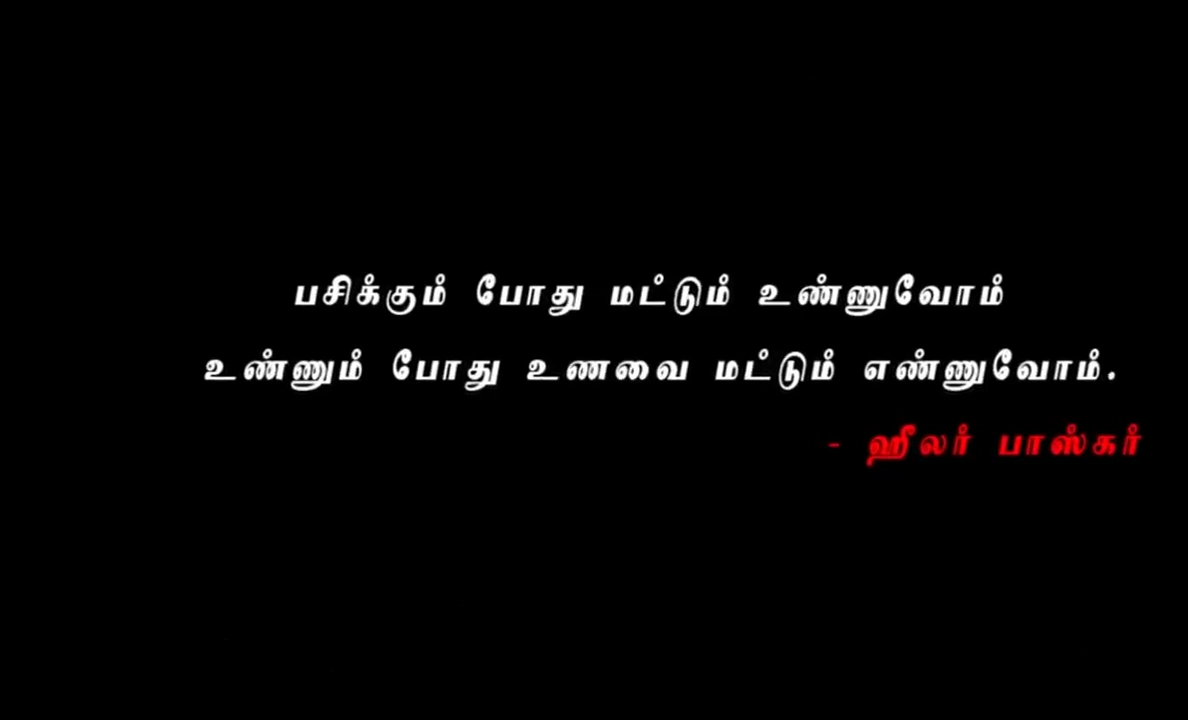 பசிக்கும் போது மட்டும் உண்ணுவோம்
உண்ணும் போது உணவை மட்டும் எண்ணுவோம்.
- ஹீலர் பாஸ்கர்